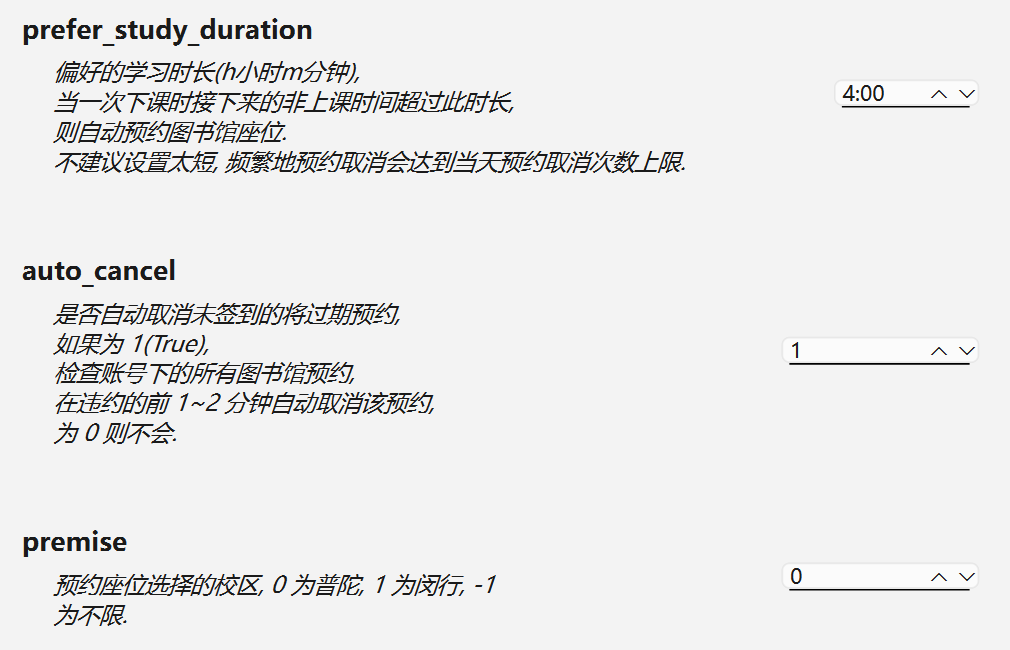 prefer_study_duration
偏好的学习时长(h小时m分钟),
当一次下课时接下来的非上课时间超过此时长,
则自动预约图书馆座位.
不建议设置太短, 频繁地预约取消会达到当天预约取消次数上限.
4:00
auto_cancel
是否自动取消未签到的将过期预约,
如果为 1(True),
检查账号下的所有图书馆预约,
在违约的前 1~2 分钟自动取消该预约,
为 0 则不会.
1
premise
预约座位选择的校区, 0 为普陀, 1 为闵行, -1
为不限.
0